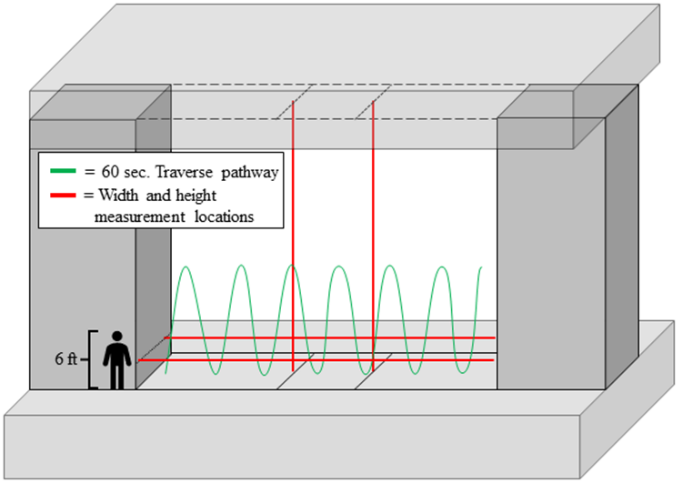 = 60 sec. Traverse pathway
= Width and height
measurement locations
6 ft